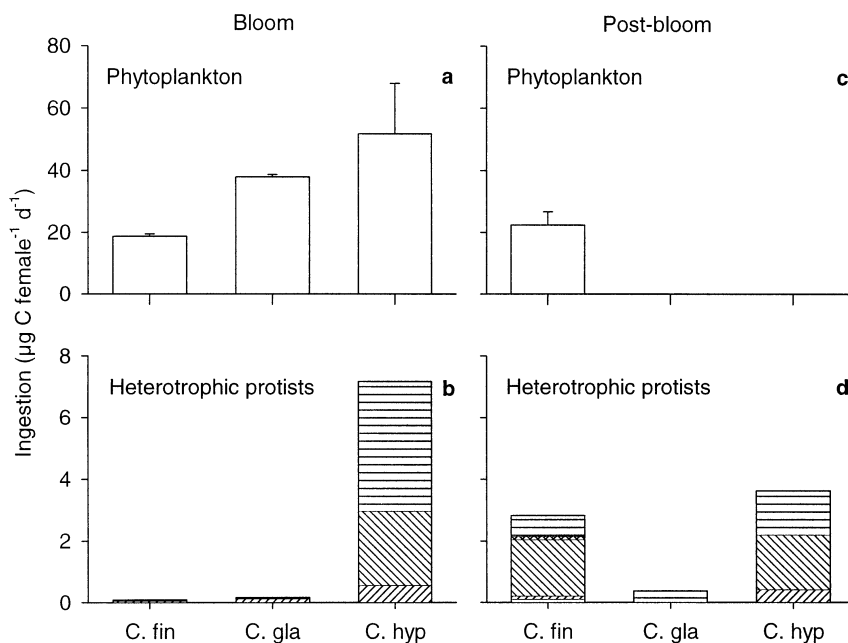 Bloom
Post-bloom
Ingestion (µg C female⁻¹ d⁻¹)
80
60
40
20
0
Phytoplankton
a
Phytoplankton
c
8
6
4
2
0
Heterotrophic protists
b
Heterotrophic protists
d
C. fin C. gla C. hyp
C. fin C. gla C. hyp